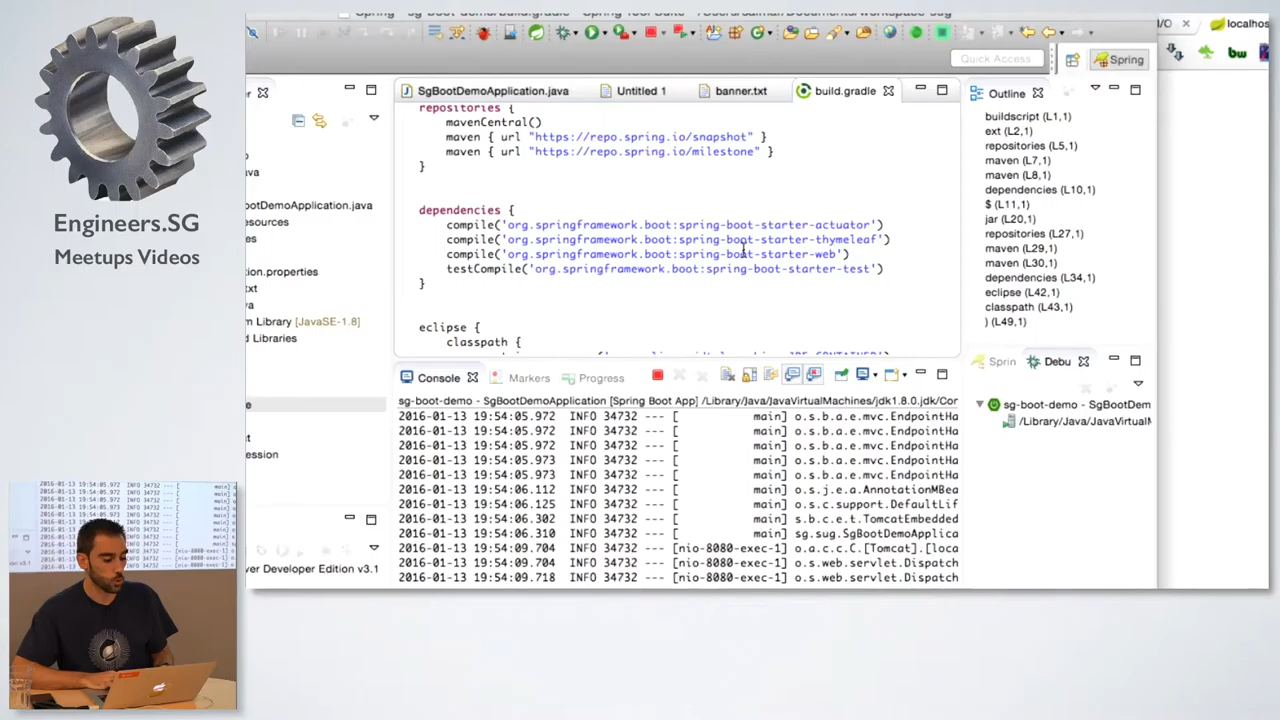 Engineers.SG
Meetups Videos
Quick Access
Spring
localhos
bw
SgBootDemoApplication.java
Untitled 1
banner.txt
build.gradle
repositories {
mavenCentral()
maven { url "https://repo.spring.io/snapshot" }
maven { url "https://repo.spring.io/milestone" }
}
dependencies {
compile('org.springframework.boot:spring-boot-starter-actuator')
compile('org.springframework.boot:spring-boot-starter-thymeleaf')
compile('org.springframework.boot:spring-boot-starter-web')
testCompile('org.springframework.boot:spring-boot-starter-test')
}
eclipse {
classpath {
ava
ootDemoApplication.java
esources
es
.properties
txt
a
m Library [JavaSE-1.8]
d Libraries
e
t
ession
er Developer Edition v3.1
Outline
buildscript (L1,1)
ext (L2,1)
repositories (L5,1)
maven (L7,1)
maven (L8,1)
dependencies (L10,1)
$ (L11,1)
jar (L20,1)
repositories (L27,1)
maven (L29,1)
maven (L30,1)
dependencies (L34,1)
eclipse (L42,1)
classpath (L43,1)
) (L49,1)
Sprin
Debu
sg-boot-demo - SgBootDem
/Library/Java/JavaVirtualM
Console
Markers
Progress
sg-boot-demo - SgBootDemoApplication [Spring Boot App] /Library/Java/JavaVirtualMachines/jdk1.8.0.jdk/Con
2016-01-13 19:54:05.972 INFO 34732 --- [ main] o.s.b.a.e.mvc.EndpointHa
2016-01-13 19:54:05.972 INFO 34732 --- [ main] o.s.b.a.e.mvc.EndpointHa
2016-01-13 19:54:05.972 INFO 34732 --- [ main] o.s.b.a.e.mvc.EndpointHa
2016-01-13 19:54:05.973 INFO 34732 --- [ main] o.s.b.a.e.mvc.EndpointHa
2016-01-13 19:54:05.973 INFO 34732 --- [ main] o.s.b.a.e.mvc.EndpointHa
2016-01-13 19:54:06.112 INFO 34732 --- [ main] o.s.j.e.a.AnnotationMBea
2016-01-13 19:54:06.125 INFO 34732 --- [ main] o.s.c.support.DefaultLif
2016-01-13 19:54:06.302 INFO 34732 --- [ main] s.b.c.e.t.TomcatEmbedded
2016-01-13 19:54:06.310 INFO 34732 --- [ main] sg.sug.SgBootDemoApplica
2016-01-13 19:54:09.704 INFO 34732 --- [nio-8080-exec-1] o.a.c.c.C.[Tomcat].[loca
2016-01-13 19:54:09.704 INFO 34732 --- [nio-8080-exec-1] o.s.web.servlet.Dispatch
2016-01-13 19:54:09.718 INFO 34732 --- [nio-8080-exec-1] o.s.web.servlet.Dispatch